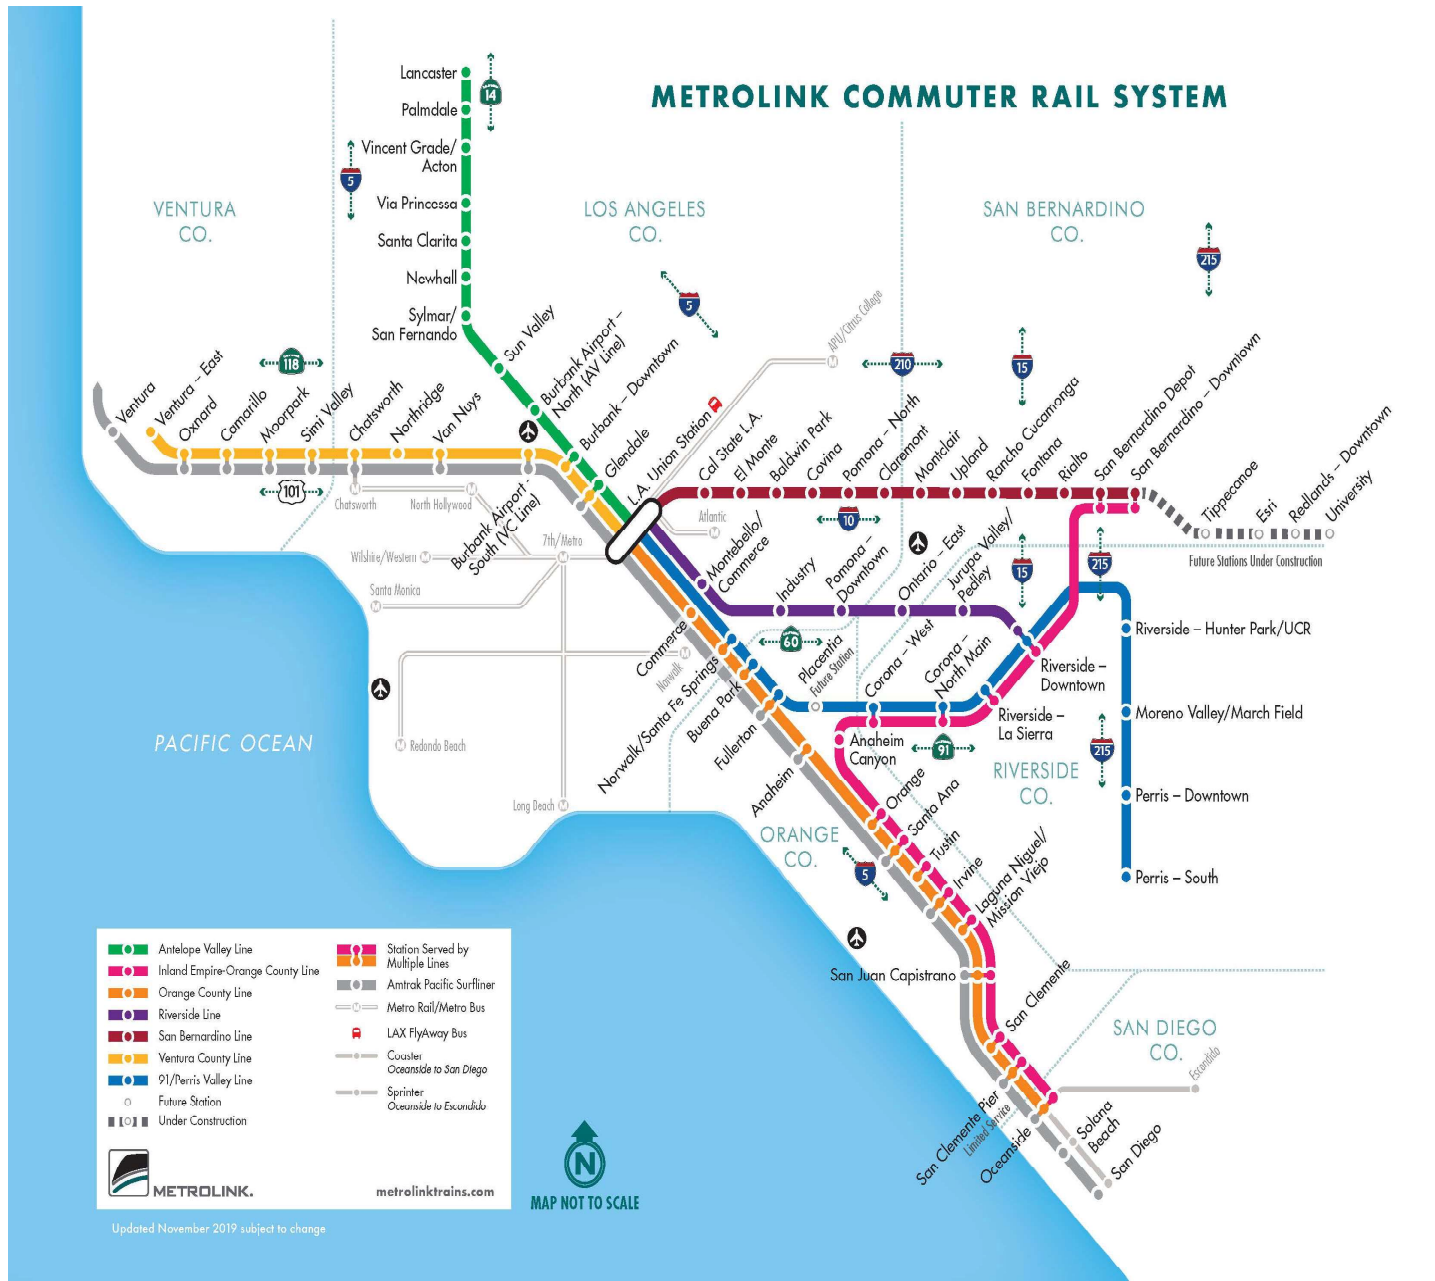 METROLINK COMMUTER RAIL SYSTEM
Lancaster
Palmdale
Vincent Grade/
Acton
Via Princessa
Santa Clarita
Newhall
Sylmar/
San Fernando
14
5
VENTURA
CO.
LOS ANGELES
CO.
SAN BERNARDINO
CO.
215
5
118
101
210
15
Sun Valley
Burbank Airport –
North (AV Line)
Burbank – Downtown
Glendale
L.A. Union Station
APU/Citrus College
Ventura
Ventura – East
Oxnard
Camarillo
Moorpark
Simi Valley
Chatsworth
Northridge
Van Nuys
Burbank Airport -
South (VC Line)
Chatsworth
North Hollywood
Wilshire/Western
7th/Metro
Santa Monica
Atlantic
Norwalk
Redondo Beach
Long Beach
Cal State L.A.
El Monte
Baldwin Park
Covina
Pomona – North
Claremont
Montclair
Upland
Rancho Cucamonga
Fontana
Rialto
San Bernardino Depot
San Bernardino – Downtown
Tippecanoe
Esri
Redlands – Downtown
University
Future Stations Under Construction
10
Montebello/
Commerce
Industry
Pomona –
Downtown
Ontario – East
Jurupa Valley/
Pedley
15
215
60
Commerce
Norwalk/Santa Fe Springs
Buena Park
Fullerton
Anaheim
Placentia
Future Station
Corona – West
Corona –
North Main
Riverside – Hunter Park/UCR
Riverside –
Downtown
Riverside –
La Sierra
Moreno Valley/March Field
215
Perris – Downtown
Perris – South
91
RIVERSIDE
CO.
Anaheim
Canyon
Orange
Santa Ana
Tustin
Irvine
Laguna Niguel/
Mission Viejo
ORANGE
CO.
5
San Juan Capistrano
San Clemente
San Clemente Pier
Limited Service
Oceanside
Solana
Beach
San Diego
Escondido
SAN DIEGO
CO.
PACIFIC OCEAN
Antelope Valley Line
Inland Empire-Orange County Line
Orange County Line
Riverside Line
San Bernardino Line
Ventura County Line
91/Perris Valley Line
Future Station
Under Construction
Station Served by
Multiple Lines
Amtrak Pacific Surfliner
M
Metro Rail/Metro Bus
LAX FlyAway Bus
Coaster
Oceanside to San Diego
Sprinter
Oceanside to Escondido
METROLINK.
metrolinktrains.com
Updated November 2019 subject to change
N
MAP NOT TO SCALE